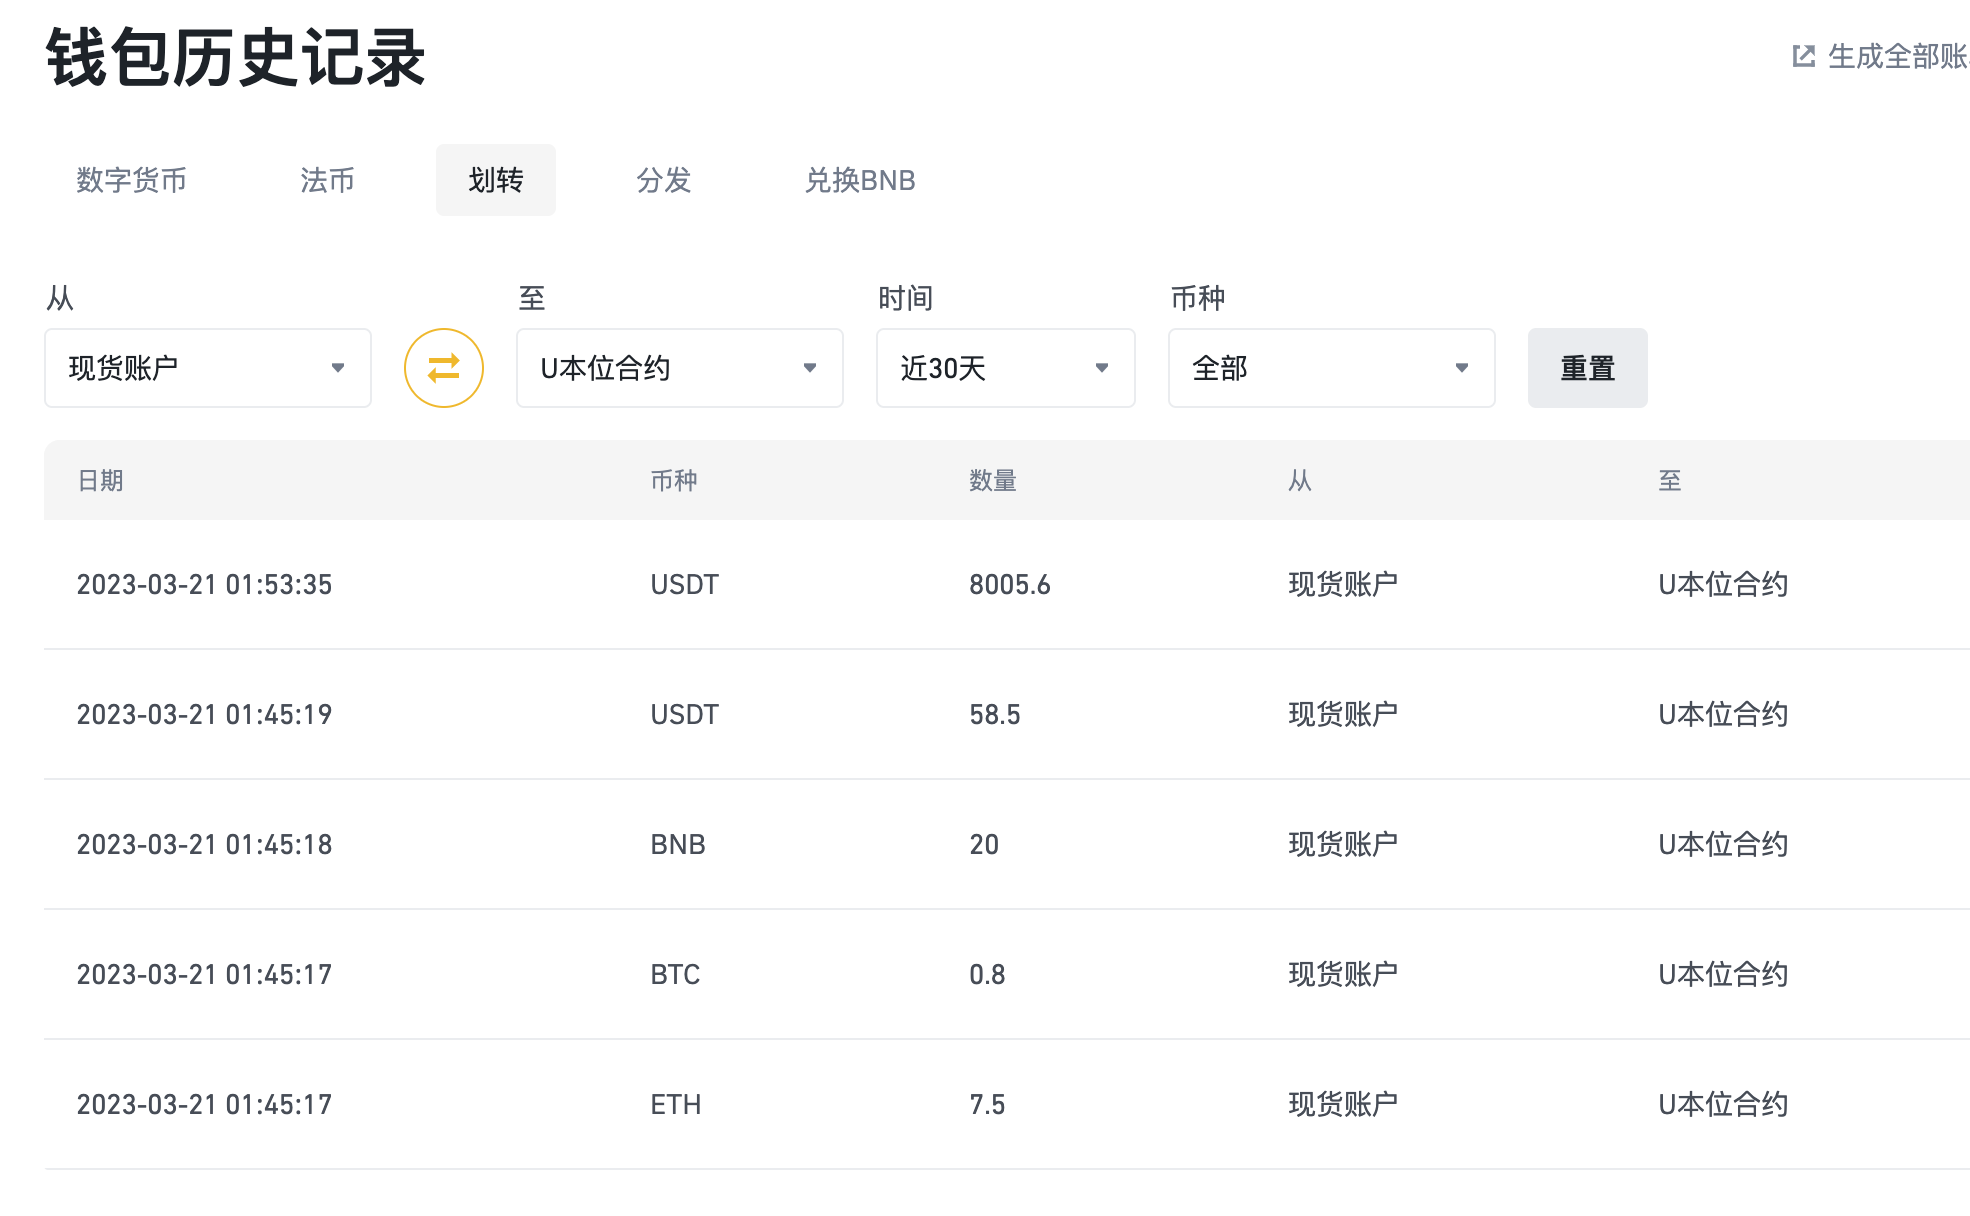 钱包历史记录
生成全部账
数字货币 法币 划转 分发 兑换BNB
从 至 时间 币种
现货账户 U本位合约 近30天 全部 重置
日期 币种 数量 从 至
2023-03-21 01:53:35 USDT 8005.6 现货账户 U本位合约
2023-03-21 01:45:19 USDT 58.5 现货账户 U本位合约
2023-03-21 01:45:18 BNB 20 现货账户 U本位合约
2023-03-21 01:45:17 BTC 0.8 现货账户 U本位合约
2023-03-21 01:45:17 ETH 7.5 现货账户 U本位合约